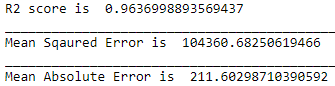 R2 score is  0.9636998893569437
Mean Sqaured Error is  104360.68250619466
Mean Absolute Error is  211.60298710390592